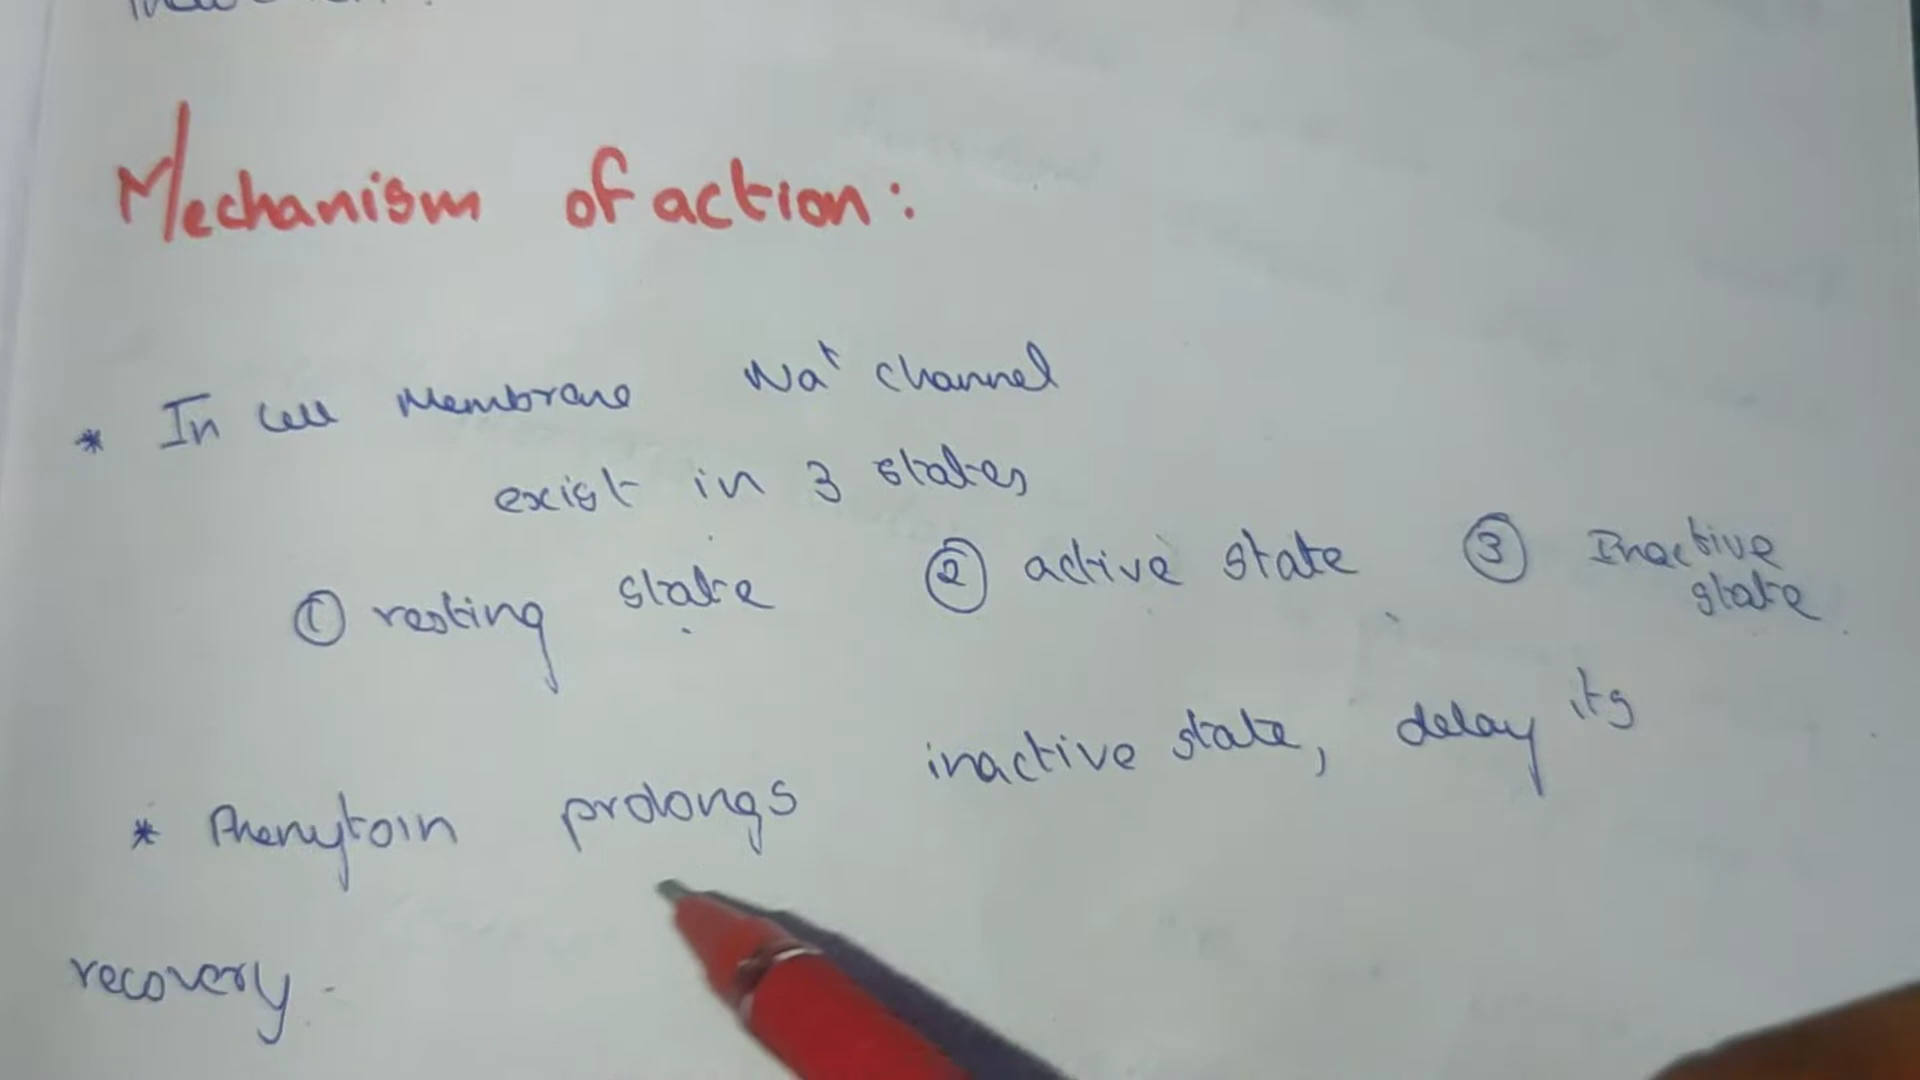 Mechanism of action:
* In cell Membrane Na+ channel
exist in 3 states
① resting state ② active state ③ Inactive
state
* Phenytoin prolongs inactive state, delay its
recovery.